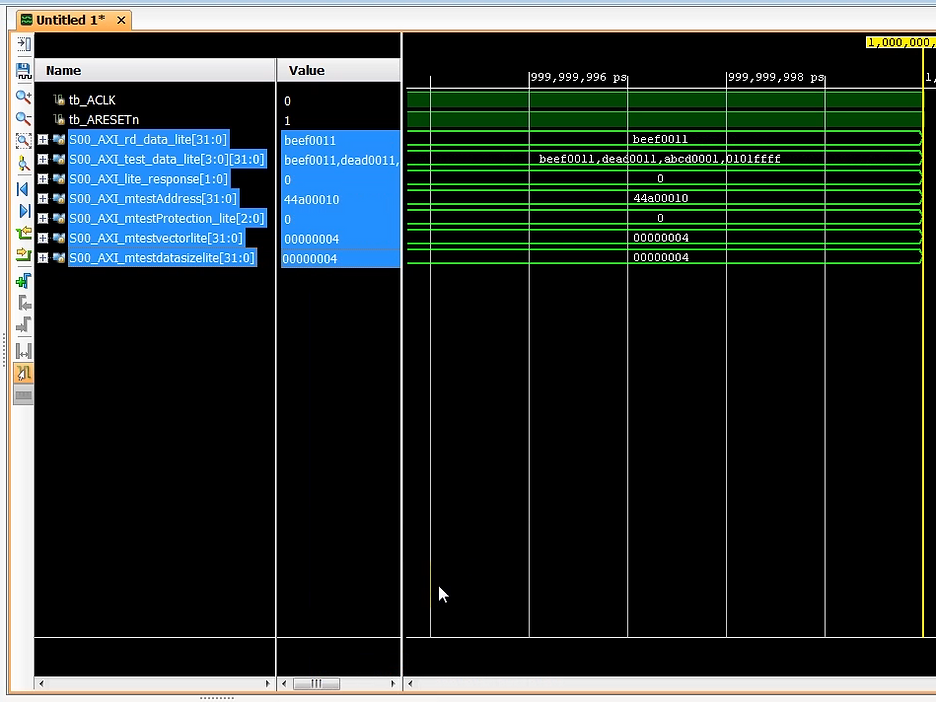 Untitled 1*
1,000,000,
Name Value
999,999,996 ps 999,999,998 ps 1,
tb_ACLK 0
tb_ARESETn 1
S00_AXI_rd_data_lite[31:0] beef0011 beef0011
S00_AXI_test_data_lite[3:0][31:0] beef0011,dead0011, beef0011,dead0011,abcd0001,0101ffff
S00_AXI_lite_response[1:0] 0 0
S00_AXI_mtestAddress[31:0] 44a00010 44a00010
S00_AXI_mtestProtection_lite[2:0] 0 0
S00_AXI_mtestvectorlite[31:0] 00000004 00000004
S00_AXI_mtestdatasizelite[31:0] 00000004 00000004